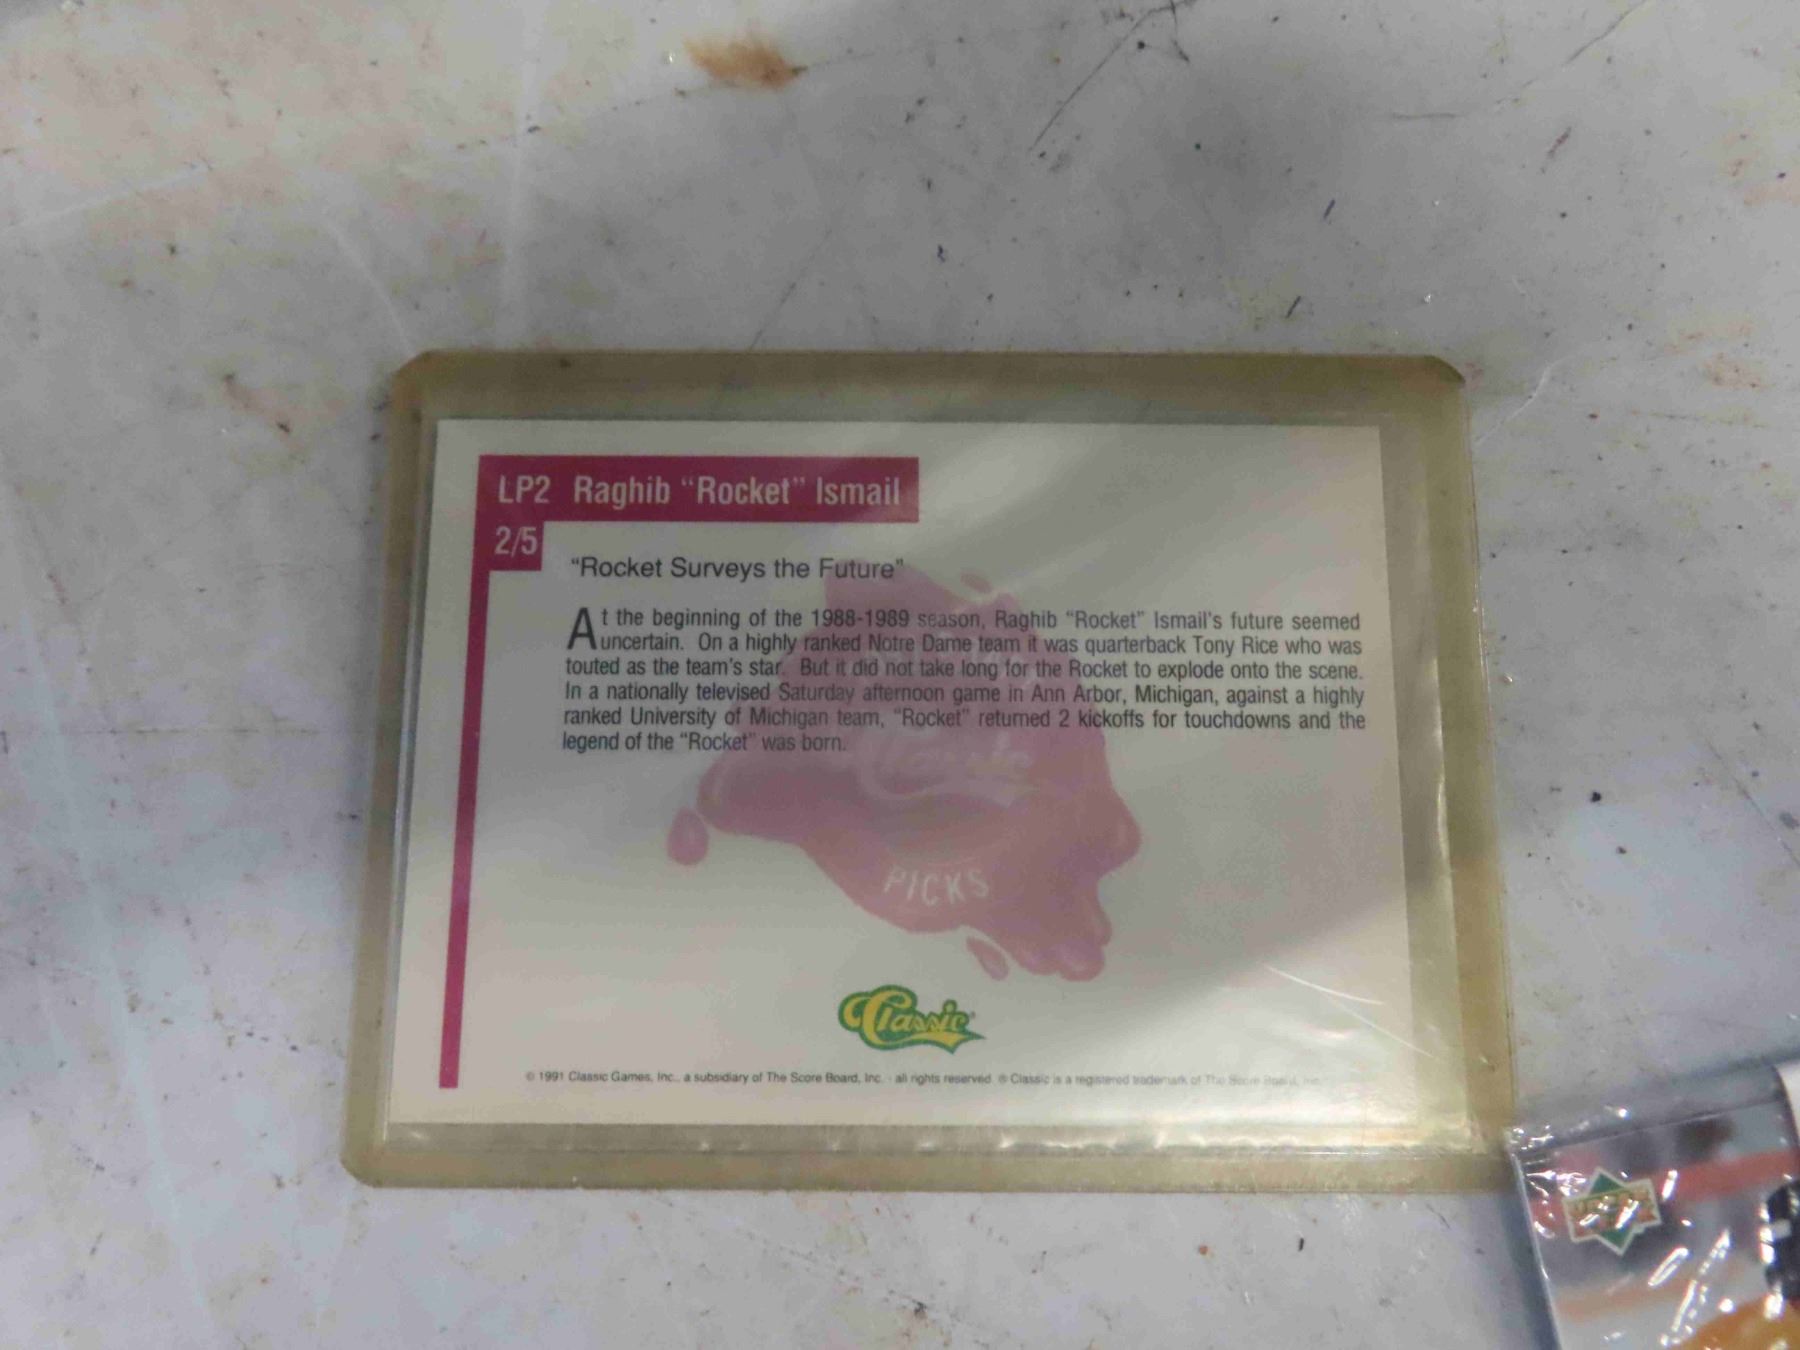 LP2 Raghib "Rocket" Ismail
2/5
"Rocket Surveys the Future"
At the beginning of the 1988-1989 season, Raghib "Rocket" Ismail's future seemed
uncertain. On a highly ranked Notre Dame team it was quarterback Tony Rice who was
touted as the team's star. But it did not take long for the Rocket to explode onto the scene.
In a nationally televised Saturday afternoon game in Ann Arbor, Michigan, against a highly
ranked University of Michigan team, "Rocket" returned 2 kickoffs for touchdowns and the
legend of the "Rocket" was born.
Classic
PICKS
Classic
© 1991 Classic Games, Inc., a subsidiary of The Score Board, Inc. - all rights reserved. ® Classic is a registered trademark of The Score Board, Inc.